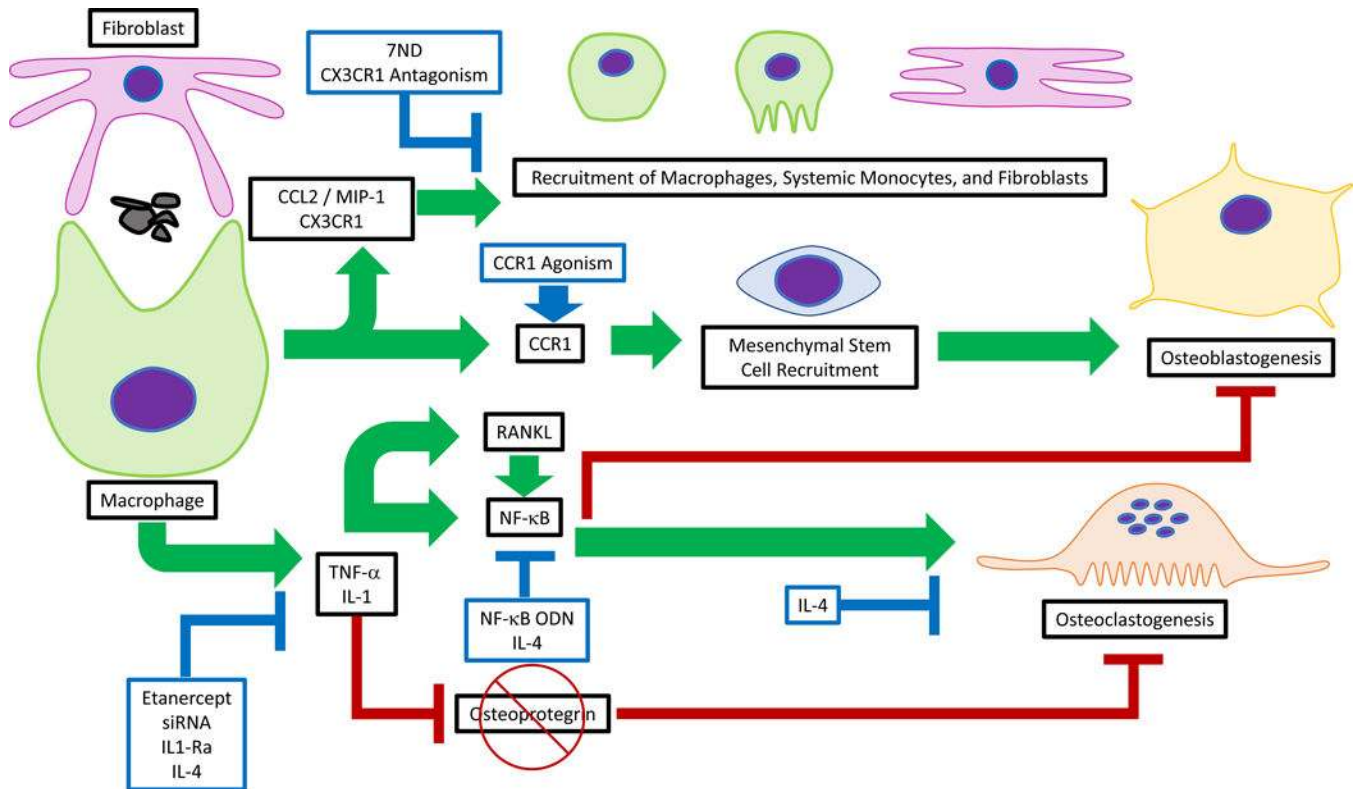 Fibroblast
7ND
CX3CR1 Antagonism
CCL2 / MIP-1
CX3CR1
Recruitment of Macrophages, Systemic Monocytes, and Fibroblasts
CCR1 Agonism
CCR1
Mesenchymal Stem
Cell Recruitment
Osteoblastogenesis
RANKL
Macrophage
NF-κB
TNF-α
IL-1
NF-κB ODN
IL-4
IL-4
Osteoclastogenesis
Etanercept
siRNA
IL1-Ra
IL-4
Osteoprotegrin